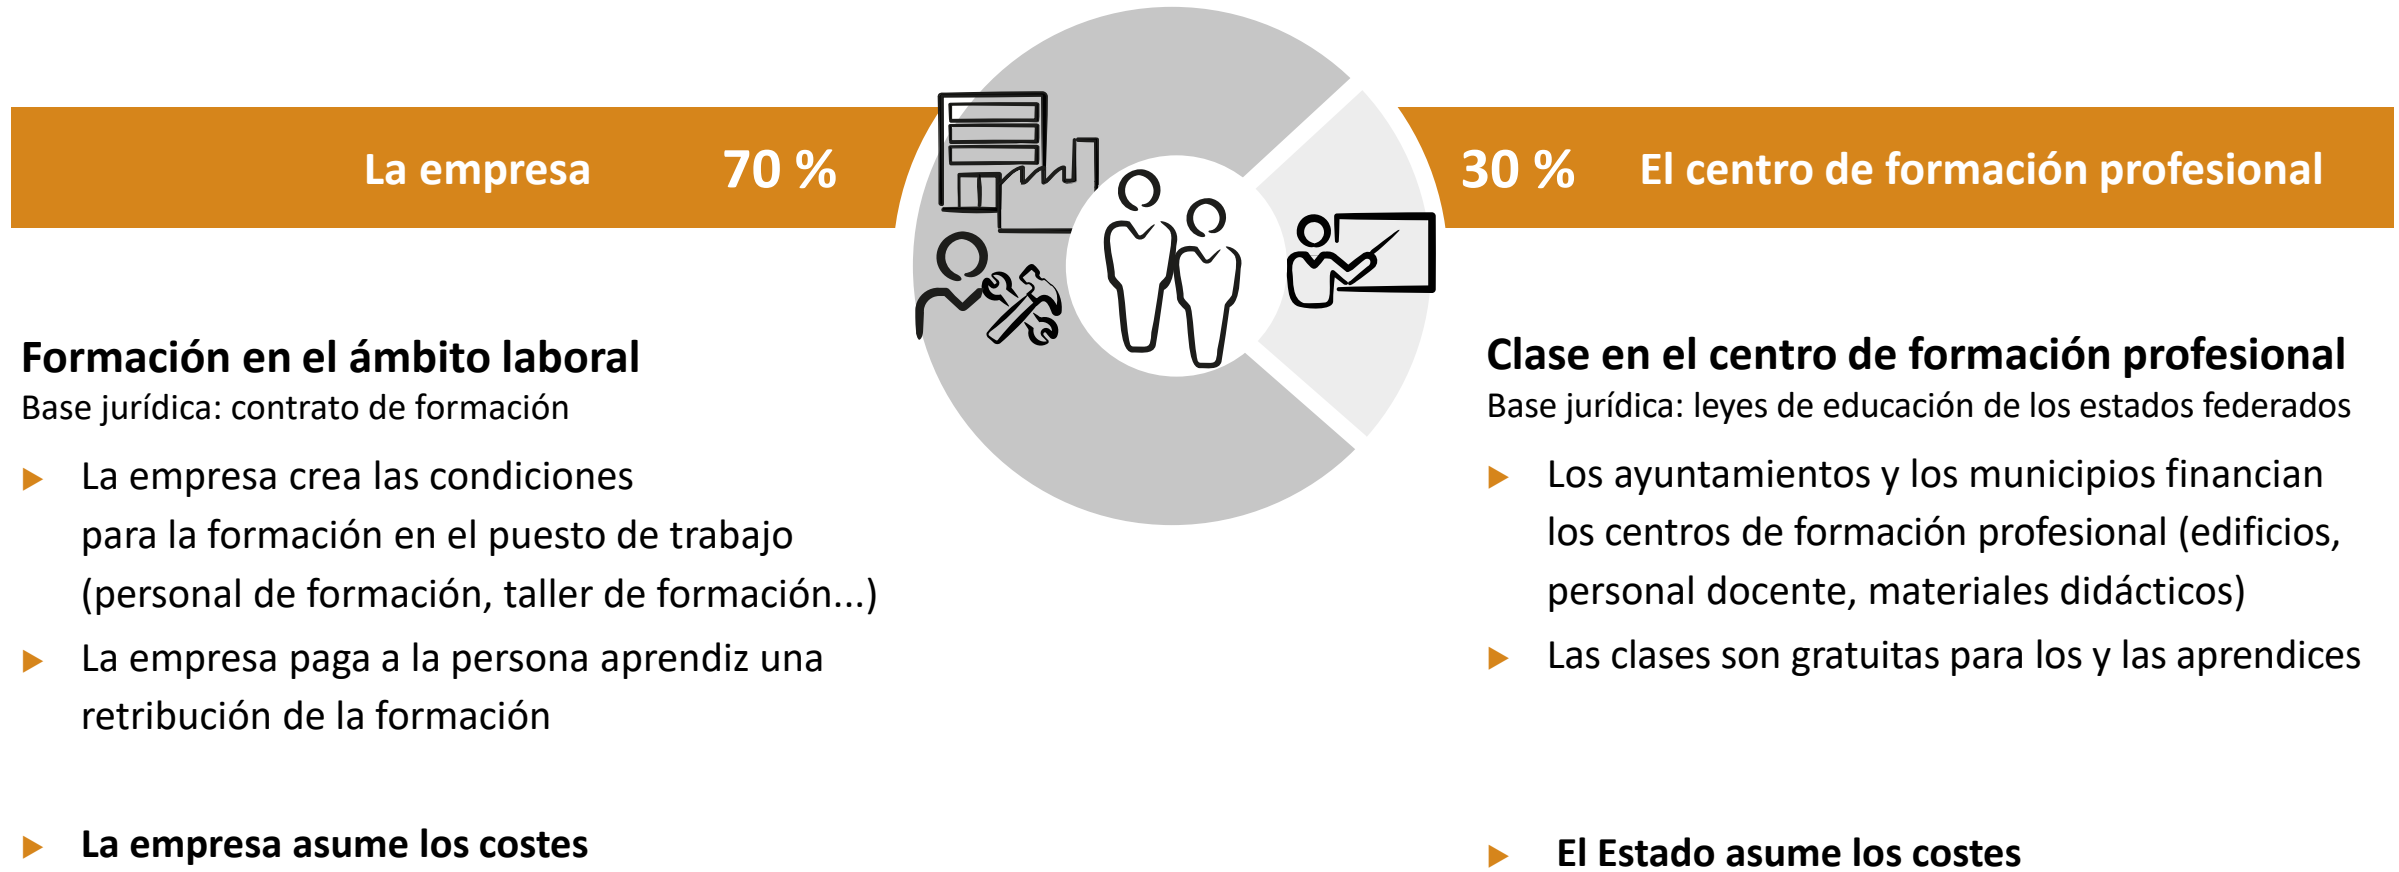 La empresa 70 %
30 % El centro de formación profesional
Formación en el ámbito laboral
Base jurídica: contrato de formación
La empresa crea las condiciones
para la formación en el puesto de trabajo
(personal de formación, taller de formación...)
La empresa paga a la persona aprendiz una
retribución de la formación
La empresa asume los costes
Clase en el centro de formación profesional
Base jurídica: leyes de educación de los estados federados
Los ayuntamientos y los municipios financian
los centros de formación profesional (edificios,
personal docente, materiales didácticos)
Las clases son gratuitas para los y las aprendices
El Estado asume los costes